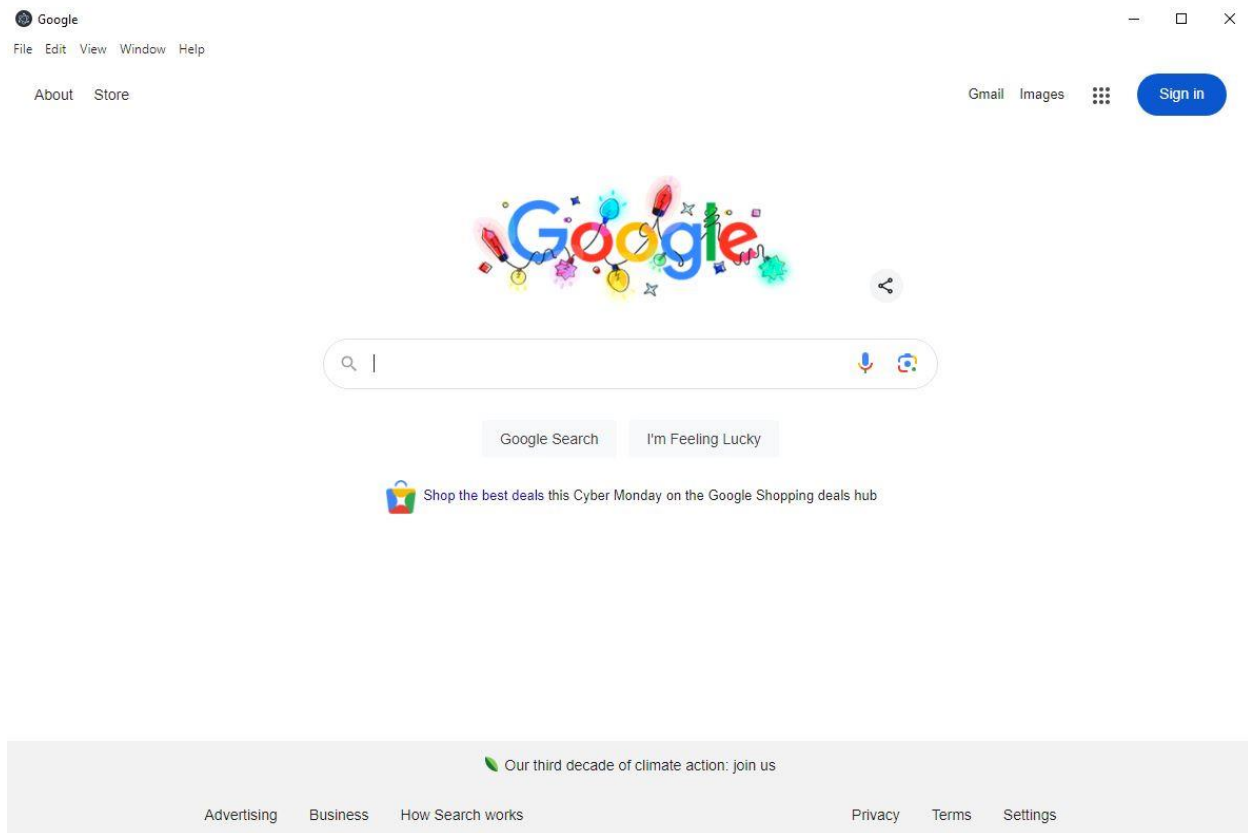 Google
File Edit View Window Help
About Store Gmail Images Sign in
Google
Google Search I'm Feeling Lucky
Shop the best deals this Cyber Monday on the Google Shopping deals hub
Our third decade of climate action: join us
Advertising Business How Search works Privacy Terms Settings